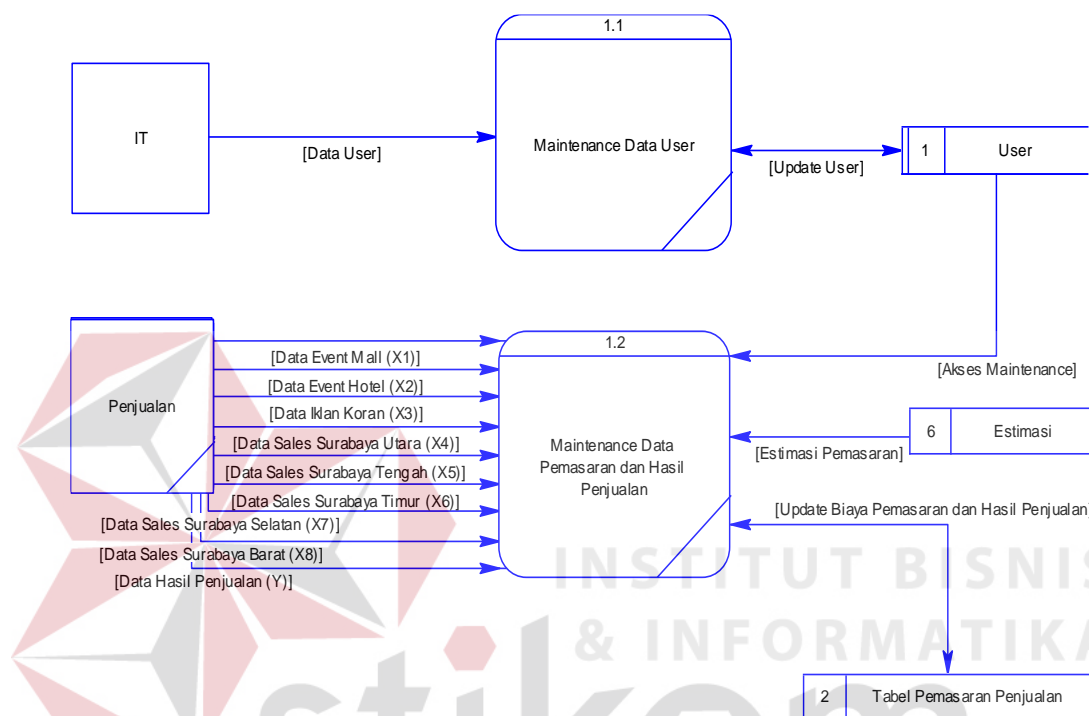 1.1
IT
[Data User]
Maintenance Data User
[Update User]
1
User
1.2
[Akses Maintenance]
Penjualan
[Data Event Mall (X1)]
[Data Event Hotel (X2)]
[Data Iklan Koran (X3)]
[Data Sales Surabaya Utara (X4)]
[Data Sales Surabaya Tengah (X5)]
[Data Sales Surabaya Timur (X6)]
[Data Sales Surabaya Selatan (X7)]
[Data Sales Surabaya Barat (X8)]
[Data Hasil Penjualan (Y)]
Maintenance Data
Pemasaran dan Hasil
Penjualan
[Estimasi Pemasaran]
6
Estimasi
[Update Biaya Pemasaran dan Hasil Penjualan]
2
Tabel Pemasaran Penjualan
INSTITUT BISNIS
& INFORMATIKA
stikom